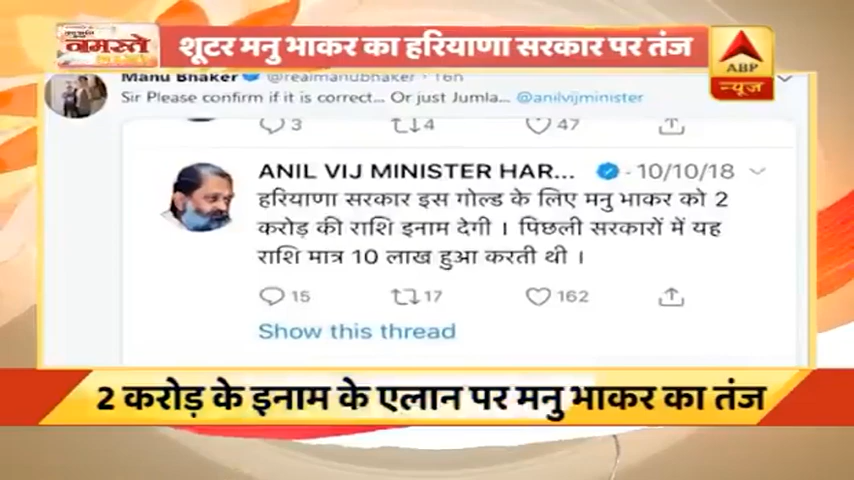 नमस्ते
शूटर मनु भाकर का हरियाणा सरकार पर तंज
ABP
न्यूज़
Manu Bhaker @realmanubhaker · 16h
Sir Please confirm if it is correct... Or just Jumla... @anilvijminister
3 4 47
ANIL VIJ MINISTER HAR... - 10/10/18
हरियाणा सरकार इस गोल्ड के लिए मनु भाकर को 2
करोड़ की राशि इनाम देगी । पिछली सरकारों में यह
राशि मात्र 10 लाख हुआ करती थी ।
15 17 162
Show this thread
2 करोड़ के इनाम के एलान पर मनु भाकर का तंज